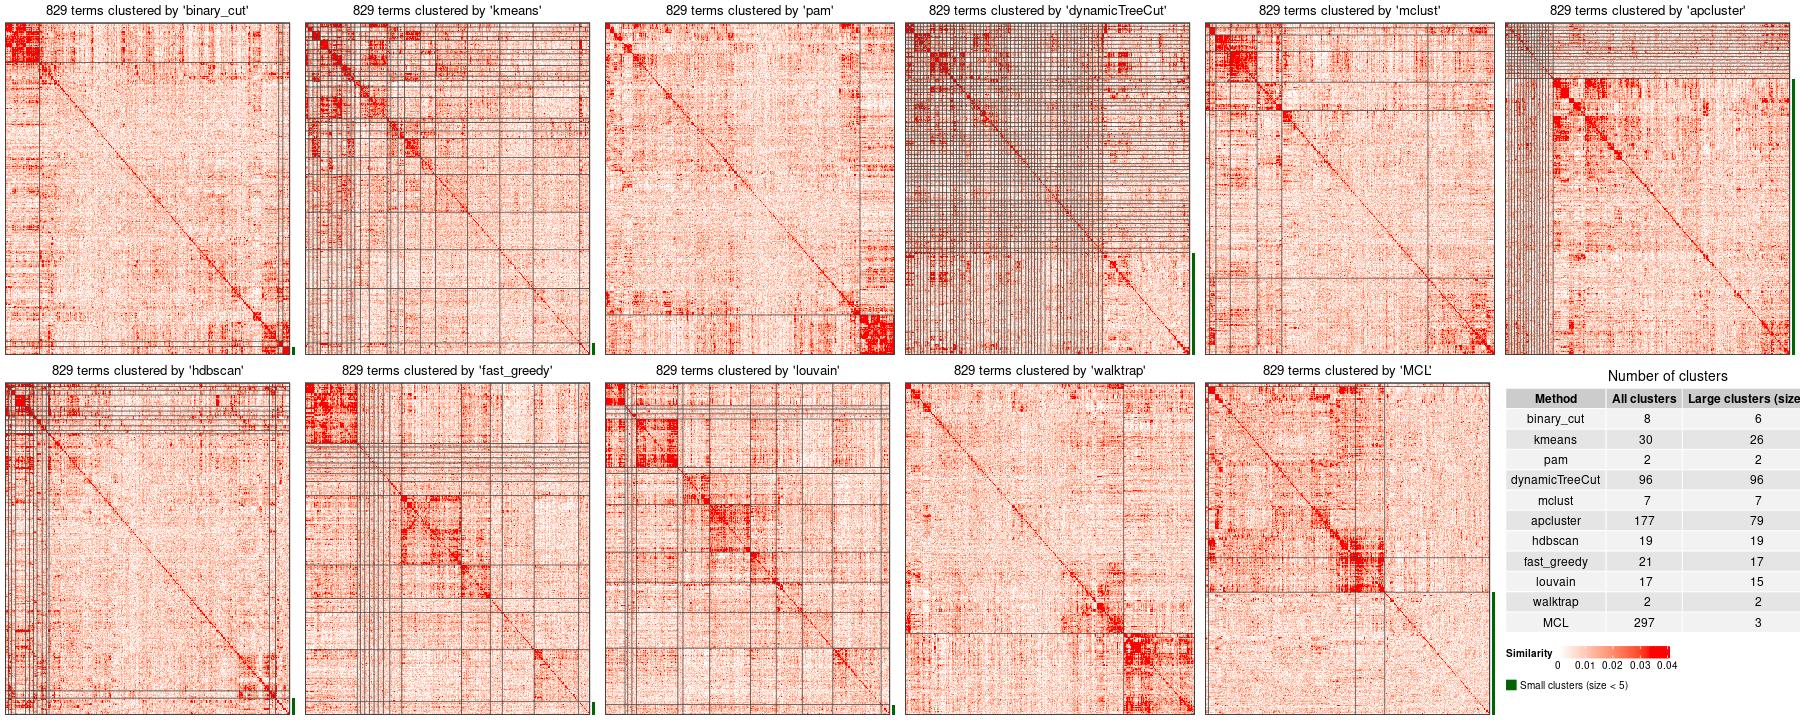 829 terms clustered by 'binary_cut'
829 terms clustered by 'kmeans'
829 terms clustered by 'pam'
829 terms clustered by 'dynamicTreeCut'
829 terms clustered by 'mclust'
829 terms clustered by 'apcluster'
829 terms clustered by 'hdbscan'
829 terms clustered by 'fast_greedy'
829 terms clustered by 'louvain'
829 terms clustered by 'walktrap'
829 terms clustered by 'MCL'
Number of clusters
Method All clusters Large clusters (size
binary_cut 8 6
kmeans 30 26
pam 2 2
dynamicTreeCut 96 96
mclust 7 7
apcluster 177 79
hdbscan 19 19
fast_greedy 21 17
louvain 17 15
walktrap 2 2
MCL 297 3
Similarity
0 0.01 0.02 0.03 0.04
Small clusters (size < 5)